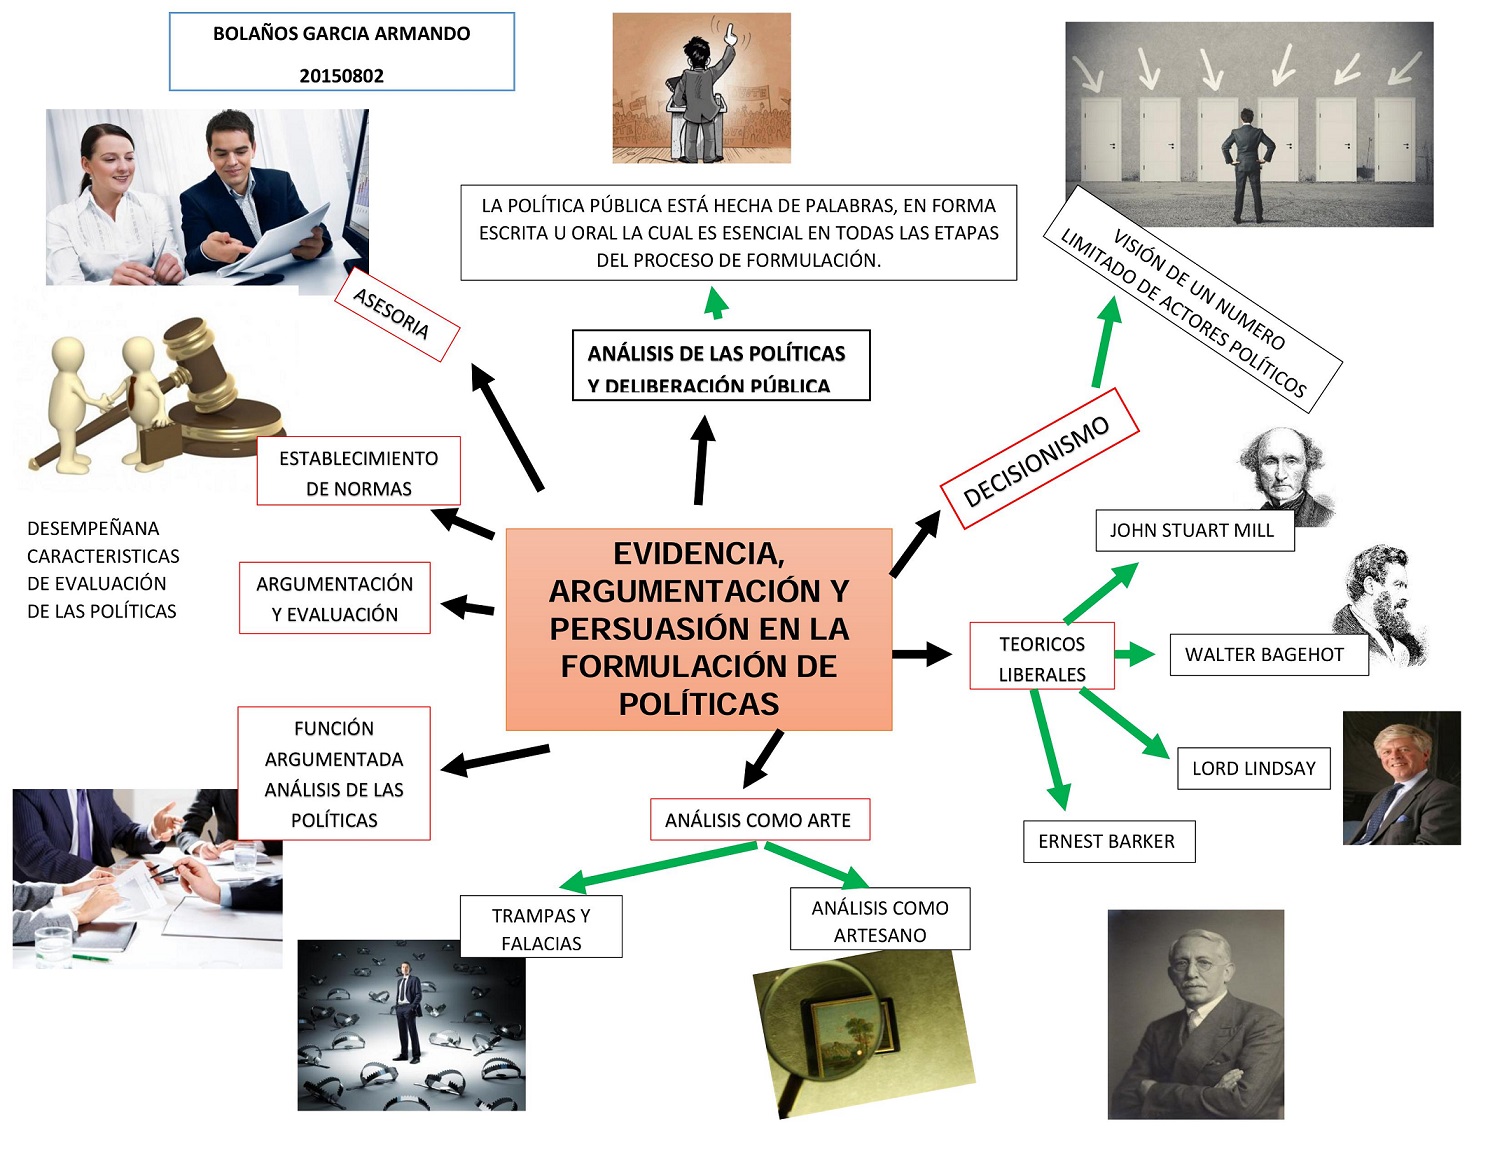 BOLAÑOS GARCIA ARMANDO
20150802
LA POLÍTICA PÚBLICA ESTÁ HECHA DE PALABRAS, EN FORMA
ESCRITA U ORAL LA CUAL ES ESENCIAL EN TODAS LAS ETAPAS
DEL PROCESO DE FORMULACIÓN.
VISIÓN DE UN NUMERO
LIMITADO DE ACTORES POLÍTICOS
ASESORIA
ANÁLISIS DE LAS POLÍTICAS
Y DELIBERACIÓN PÚBLICA
DECISIONISMO
ESTABLECIMIENTO
DE NORMAS
DESEMPEÑANA
CARACTERISTICAS
DE EVALUACIÓN
DE LAS POLÍTICAS
ARGUMENTACIÓN
Y EVALUACIÓN
EVIDENCIA,
ARGUMENTACIÓN Y
PERSUASIÓN EN LA
FORMULACIÓN DE
POLÍTICAS
JOHN STUART MILL
TEORICOS
LIBERALES
WALTER BAGEHOT
LORD LINDSAY
ERNEST BARKER
FUNCIÓN
ARGUMENTADA
ANÁLISIS DE LAS
POLÍTICAS
ANÁLISIS COMO ARTE
TRAMPAS Y
FALACIAS
ANÁLISIS COMO
ARTESANO